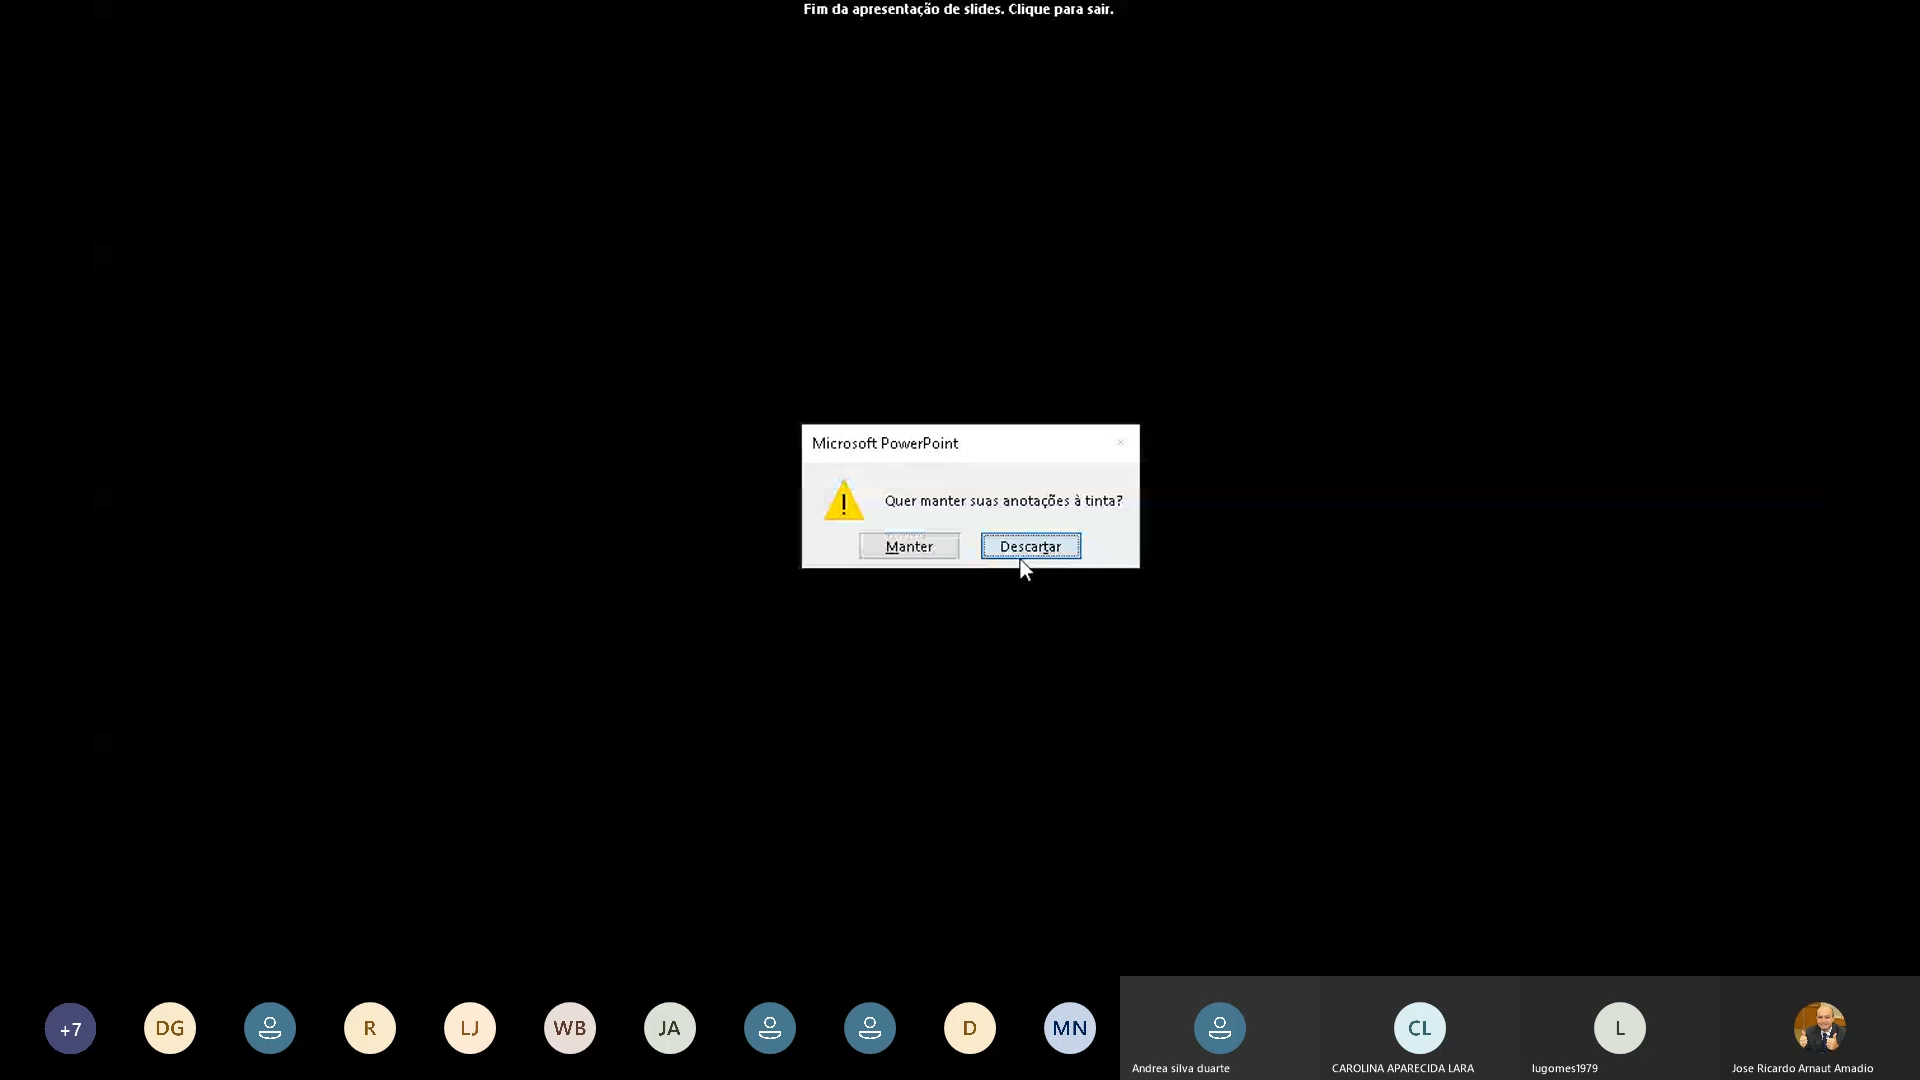 Fim da apresentação de slides. Clique para sair.
Microsoft PowerPoint
Quer manter suas anotações à tinta?
Manter
Descartar
+7
DG
R
LJ
WB
JA
D
MN
CL
L
Andrea silva duarte
CAROLINA APARECIDA LARA
lugomes1979
Jose Ricardo Arnaut Amadio